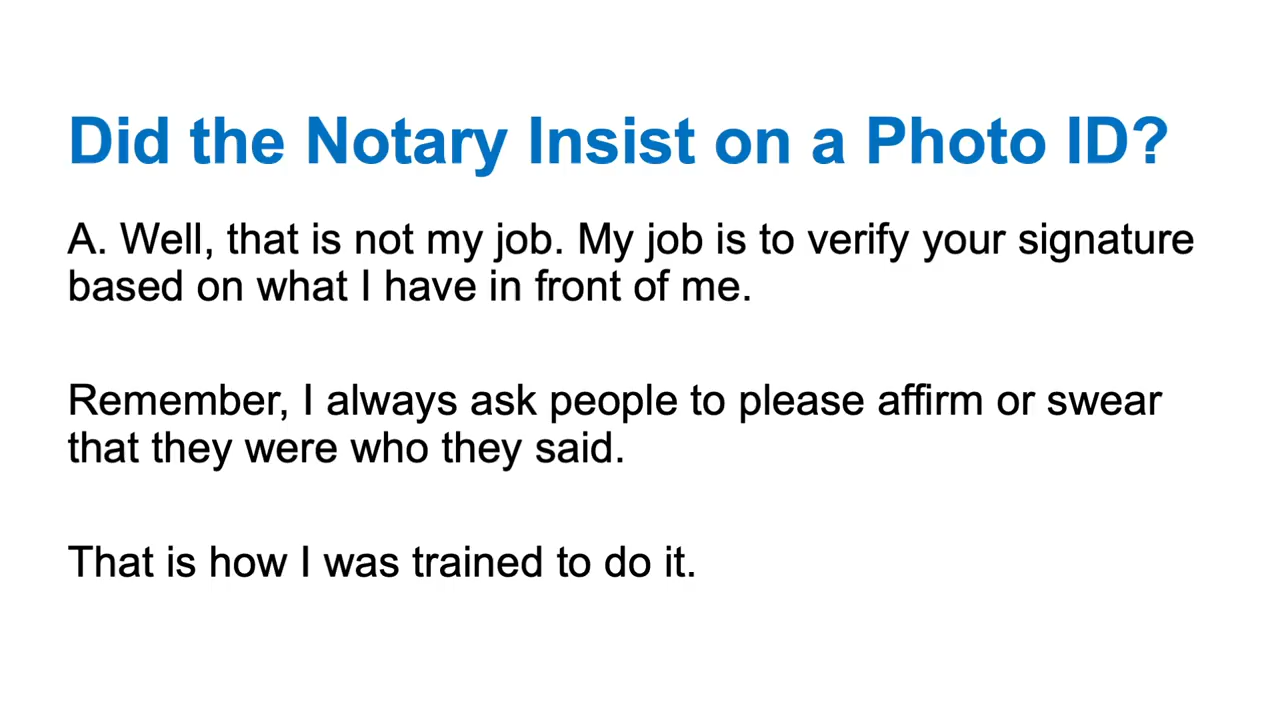 Did the Notary Insist on a Photo ID?
A. Well, that is not my job. My job is to verify your signature
based on what I have in front of me.
Remember, I always ask people to please affirm or swear
that they were who they said.
That is how I was trained to do it.